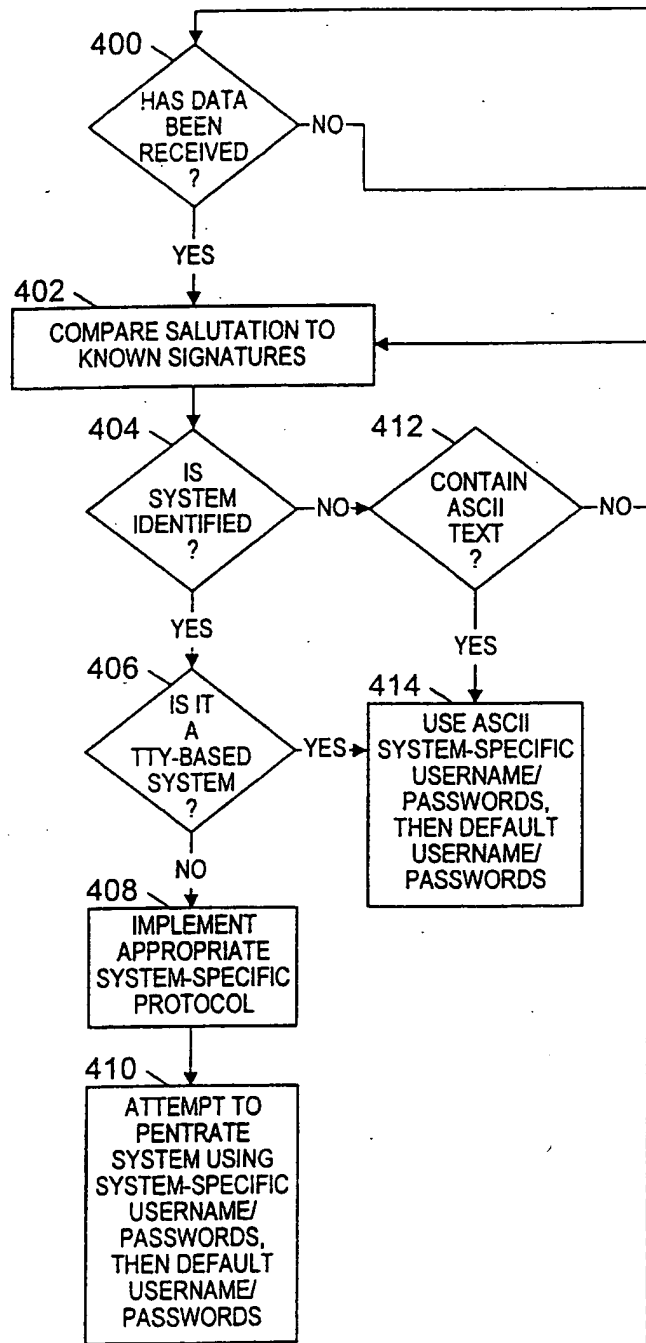 400
HAS DATA
BEEN
RECEIVED
?
NO
YES
402
COMPARE SALUTATION TO
KNOWN SIGNATURES
404
IS
SYSTEM
IDENTIFIED
?
NO
412
CONTAIN
ASCII
TEXT
?
NO
YES
YES
406
IS IT
A
TTY-BASED
SYSTEM
?
YES
414
USE ASCII
SYSTEM-SPECIFIC
USERNAME/
PASSWORDS,
THEN DEFAULT
USERNAME/
PASSWORDS
NO
408
IMPLEMENT
APPROPRIATE
SYSTEM-SPECIFIC
PROTOCOL
410
ATTEMPT TO
PENTRATE
SYSTEM USING
SYSTEM-SPECIFIC
USERNAME/
PASSWORDS,
THEN DEFAULT
USERNAME/
PASSWORDS